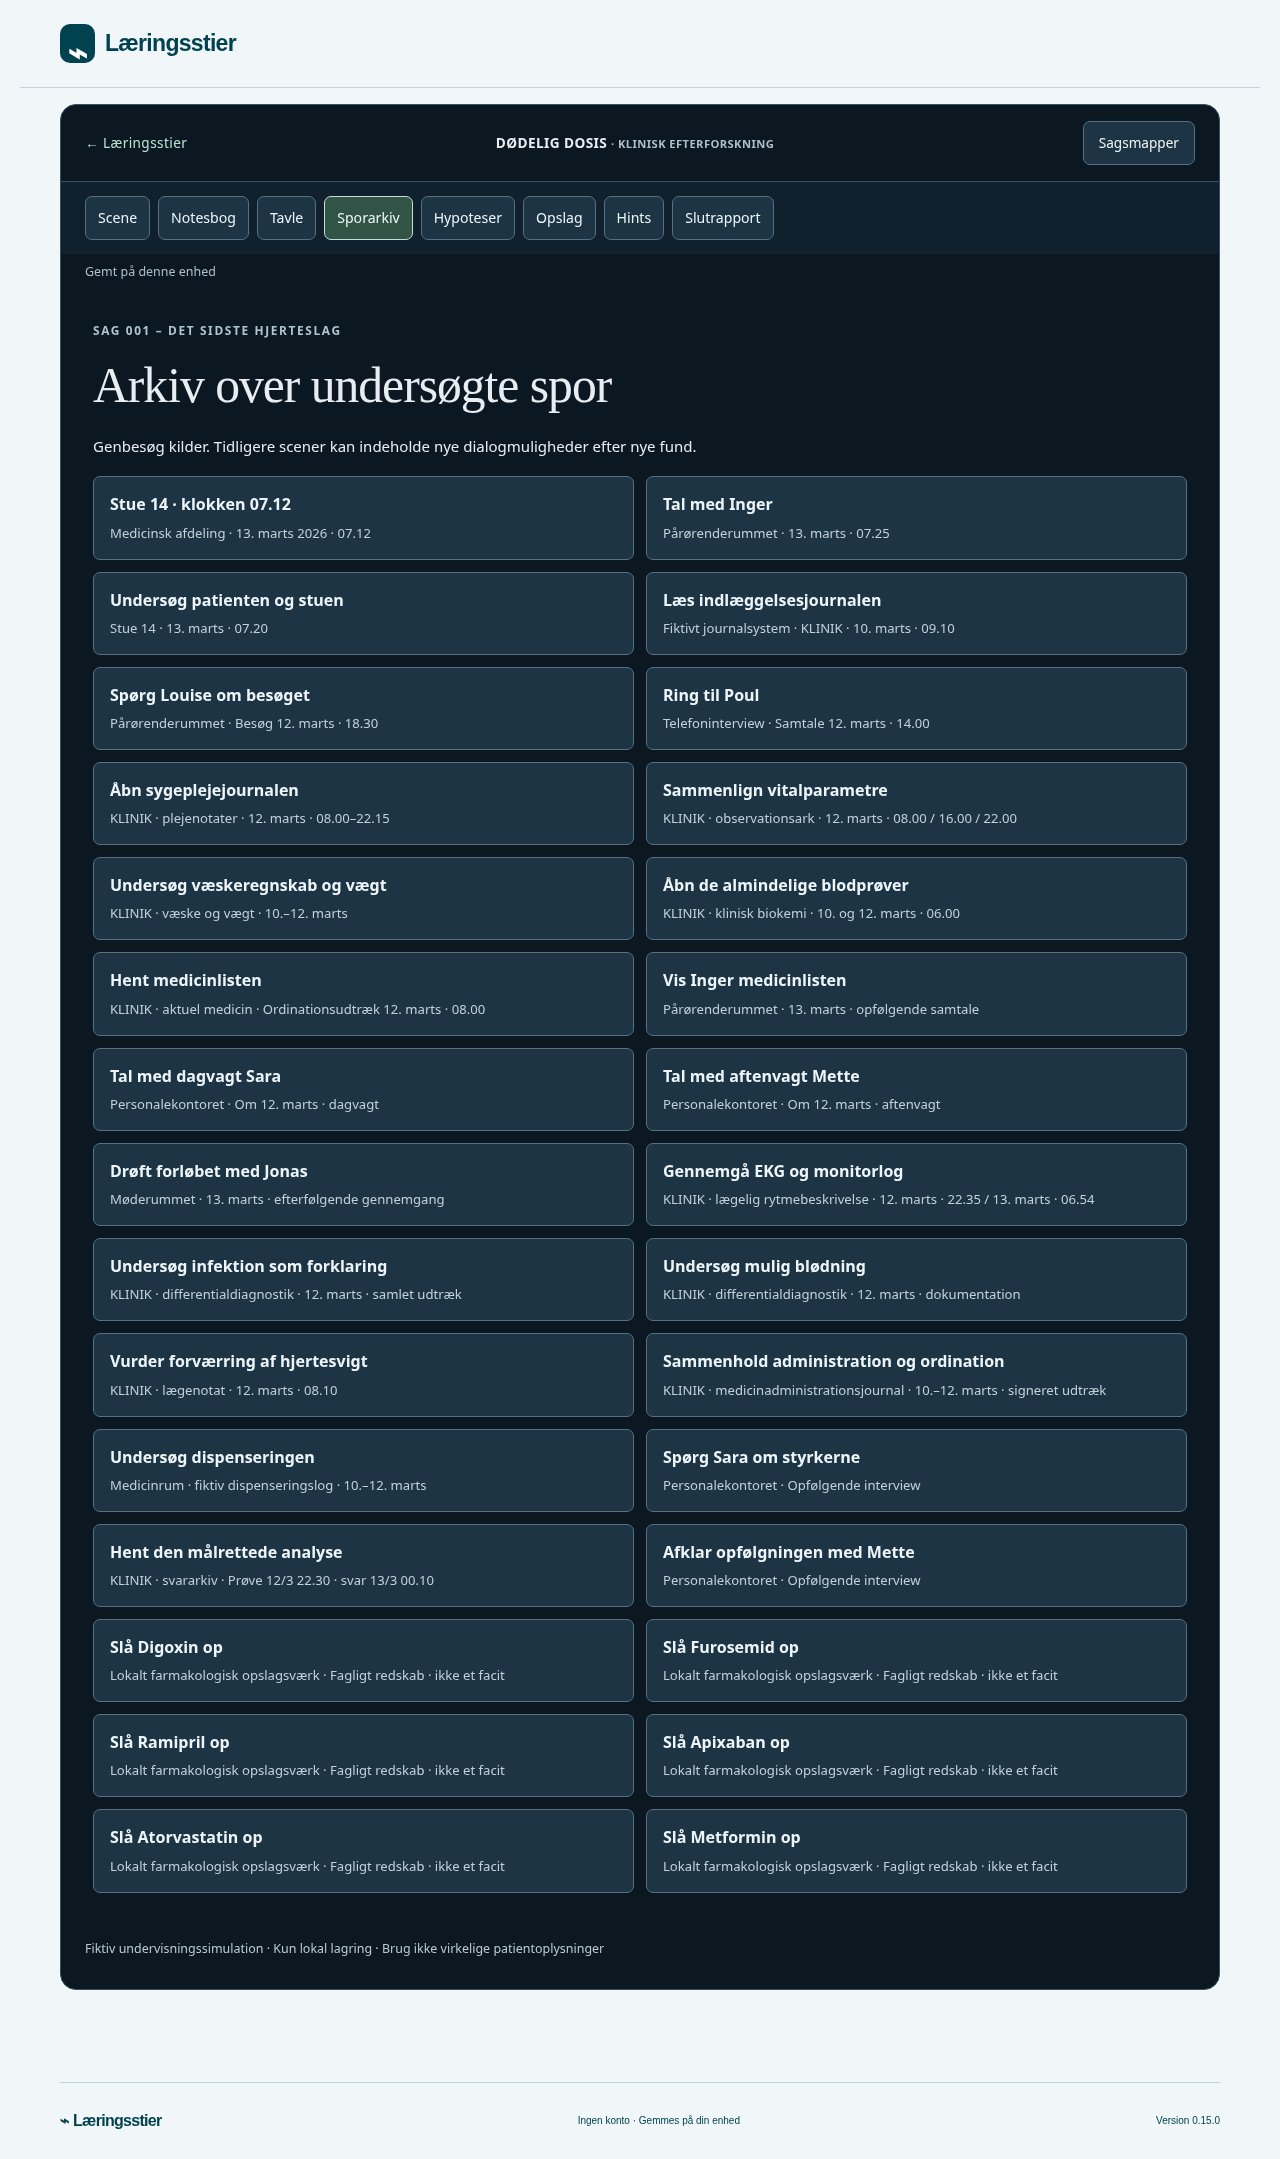 Læringsstier
← Læringsstier
DØDELIG DOSIS · KLINISK EFTERFORSKNING
Sagsmapper
Scene
Notesbog
Tavle
Sporarkiv
Hypoteser
Opslag
Hints
Slutrapport
Gemt på denne enhed
SAG 001 – DET SIDSTE HJERTESLAG
Arkiv over undersøgte spor
Genbesøg kilder. Tidligere scener kan indeholde nye dialogmuligheder efter nye fund.
Stue 14 · klokken 07.12
Medicinsk afdeling · 13. marts 2026 · 07.12
Tal med Inger
Pårørenderummet · 13. marts · 07.25
Undersøg patienten og stuen
Stue 14 · 13. marts · 07.20
Læs indlæggelsesjournalen
Fiktivt journalsystem · KLINIK · 10. marts · 09.10
Spørg Louise om besøget
Pårørenderummet · Besøg 12. marts · 18.30
Ring til Poul
Telefoninterview · Samtale 12. marts · 14.00
Åbn sygeplejejournalen
KLINIK · plejenotater · 12. marts · 08.00–22.15
Sammenlign vitalparametre
KLINIK · observationsark · 12. marts · 08.00 / 16.00 / 22.00
Undersøg væskeregnskab og vægt
KLINIK · væske og vægt · 10.–12. marts
Åbn de almindelige blodprøver
KLINIK · klinisk biokemi · 10. og 12. marts · 06.00
Hent medicinlisten
KLINIK · aktuel medicin · Ordinationsudtræk 12. marts · 08.00
Vis Inger medicinlisten
Pårørenderummet · 13. marts · opfølgende samtale
Tal med dagvagt Sara
Personalekontoret · Om 12. marts · dagvagt
Tal med aftenvagt Mette
Personalekontoret · Om 12. marts · aftenvagt
Drøft forløbet med Jonas
Møderummet · 13. marts · efterfølgende gennemgang
Gennemgå EKG og monitorlog
KLINIK · lægelig rytmebeskrivelse · 12. marts · 22.35 / 13. marts · 06.54
Undersøg infektion som forklaring
KLINIK · differentialdiagnostik · 12. marts · samlet udtræk
Undersøg mulig blødning
KLINIK · differentialdiagnostik · 12. marts · dokumentation
Vurder forværring af hjertesvigt
KLINIK · lægenotat · 12. marts · 08.10
Sammenhold administration og ordination
KLINIK · medicinadministrationsjournal · 10.–12. marts · signeret udtræk
Undersøg dispenseringen
Medicinrum · fiktiv dispenseringslog · 10.–12. marts
Spørg Sara om styrkerne
Personalekontoret · Opfølgende interview
Hent den målrettede analyse
KLINIK · svararkiv · Prøve 12/3 22.30 · svar 13/3 00.10
Afklar opfølgningen med Mette
Personalekontoret · Opfølgende interview
Slå Digoxin op
Lokalt farmakologisk opslagsværk · Fagligt redskab · ikke et facit
Slå Furosemid op
Lokalt farmakologisk opslagsværk · Fagligt redskab · ikke et facit
Slå Ramipril op
Lokalt farmakologisk opslagsværk · Fagligt redskab · ikke et facit
Slå Apixaban op
Lokalt farmakologisk opslagsværk · Fagligt redskab · ikke et facit
Slå Atorvastatin op
Lokalt farmakologisk opslagsværk · Fagligt redskab · ikke et facit
Slå Metformin op
Lokalt farmakologisk opslagsværk · Fagligt redskab · ikke et facit
Fiktiv undervisningssimulation · Kun lokal lagring · Brug ikke virkelige patientoplysninger
Læringsstier
Ingen konto · Gemmes på din enhed
Version 0.15.0